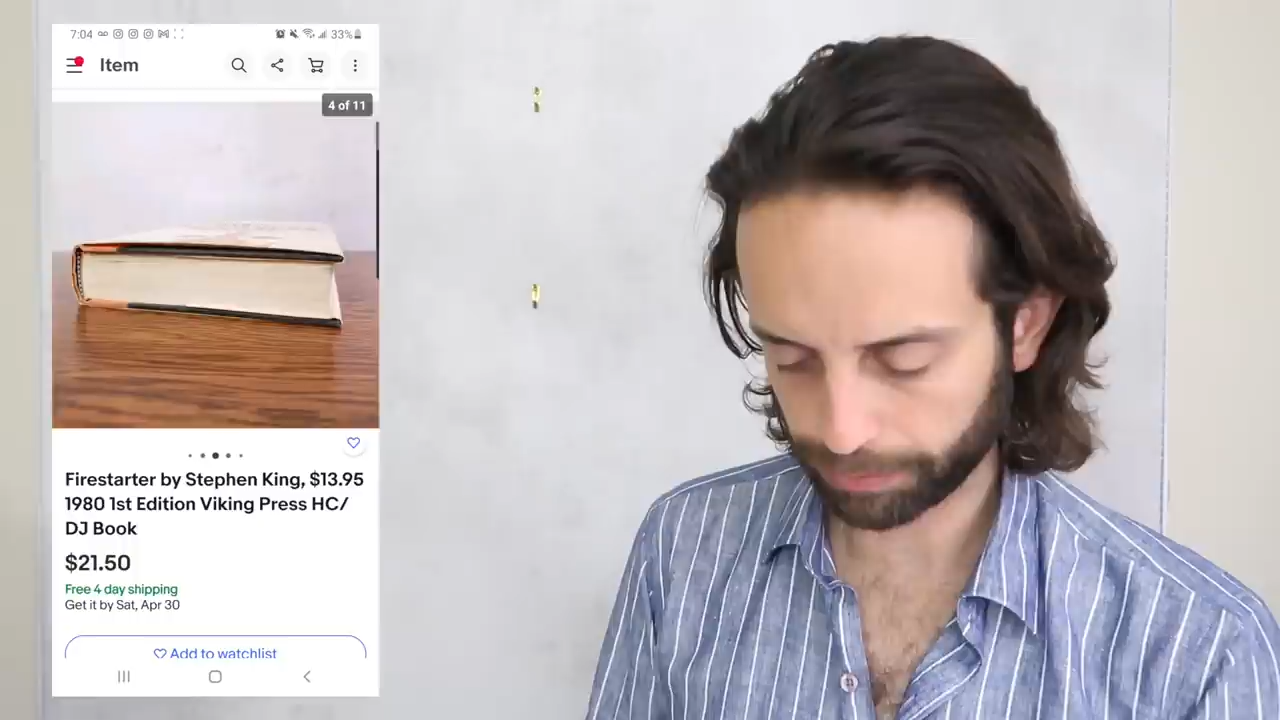 7:04
33%
Item
4 of 11
Firestarter by Stephen King, $13.95
1980 1st Edition Viking Press HC/
DJ Book
$21.50
Free 4 day shipping
Get it by Sat, Apr 30
Add to watchlist